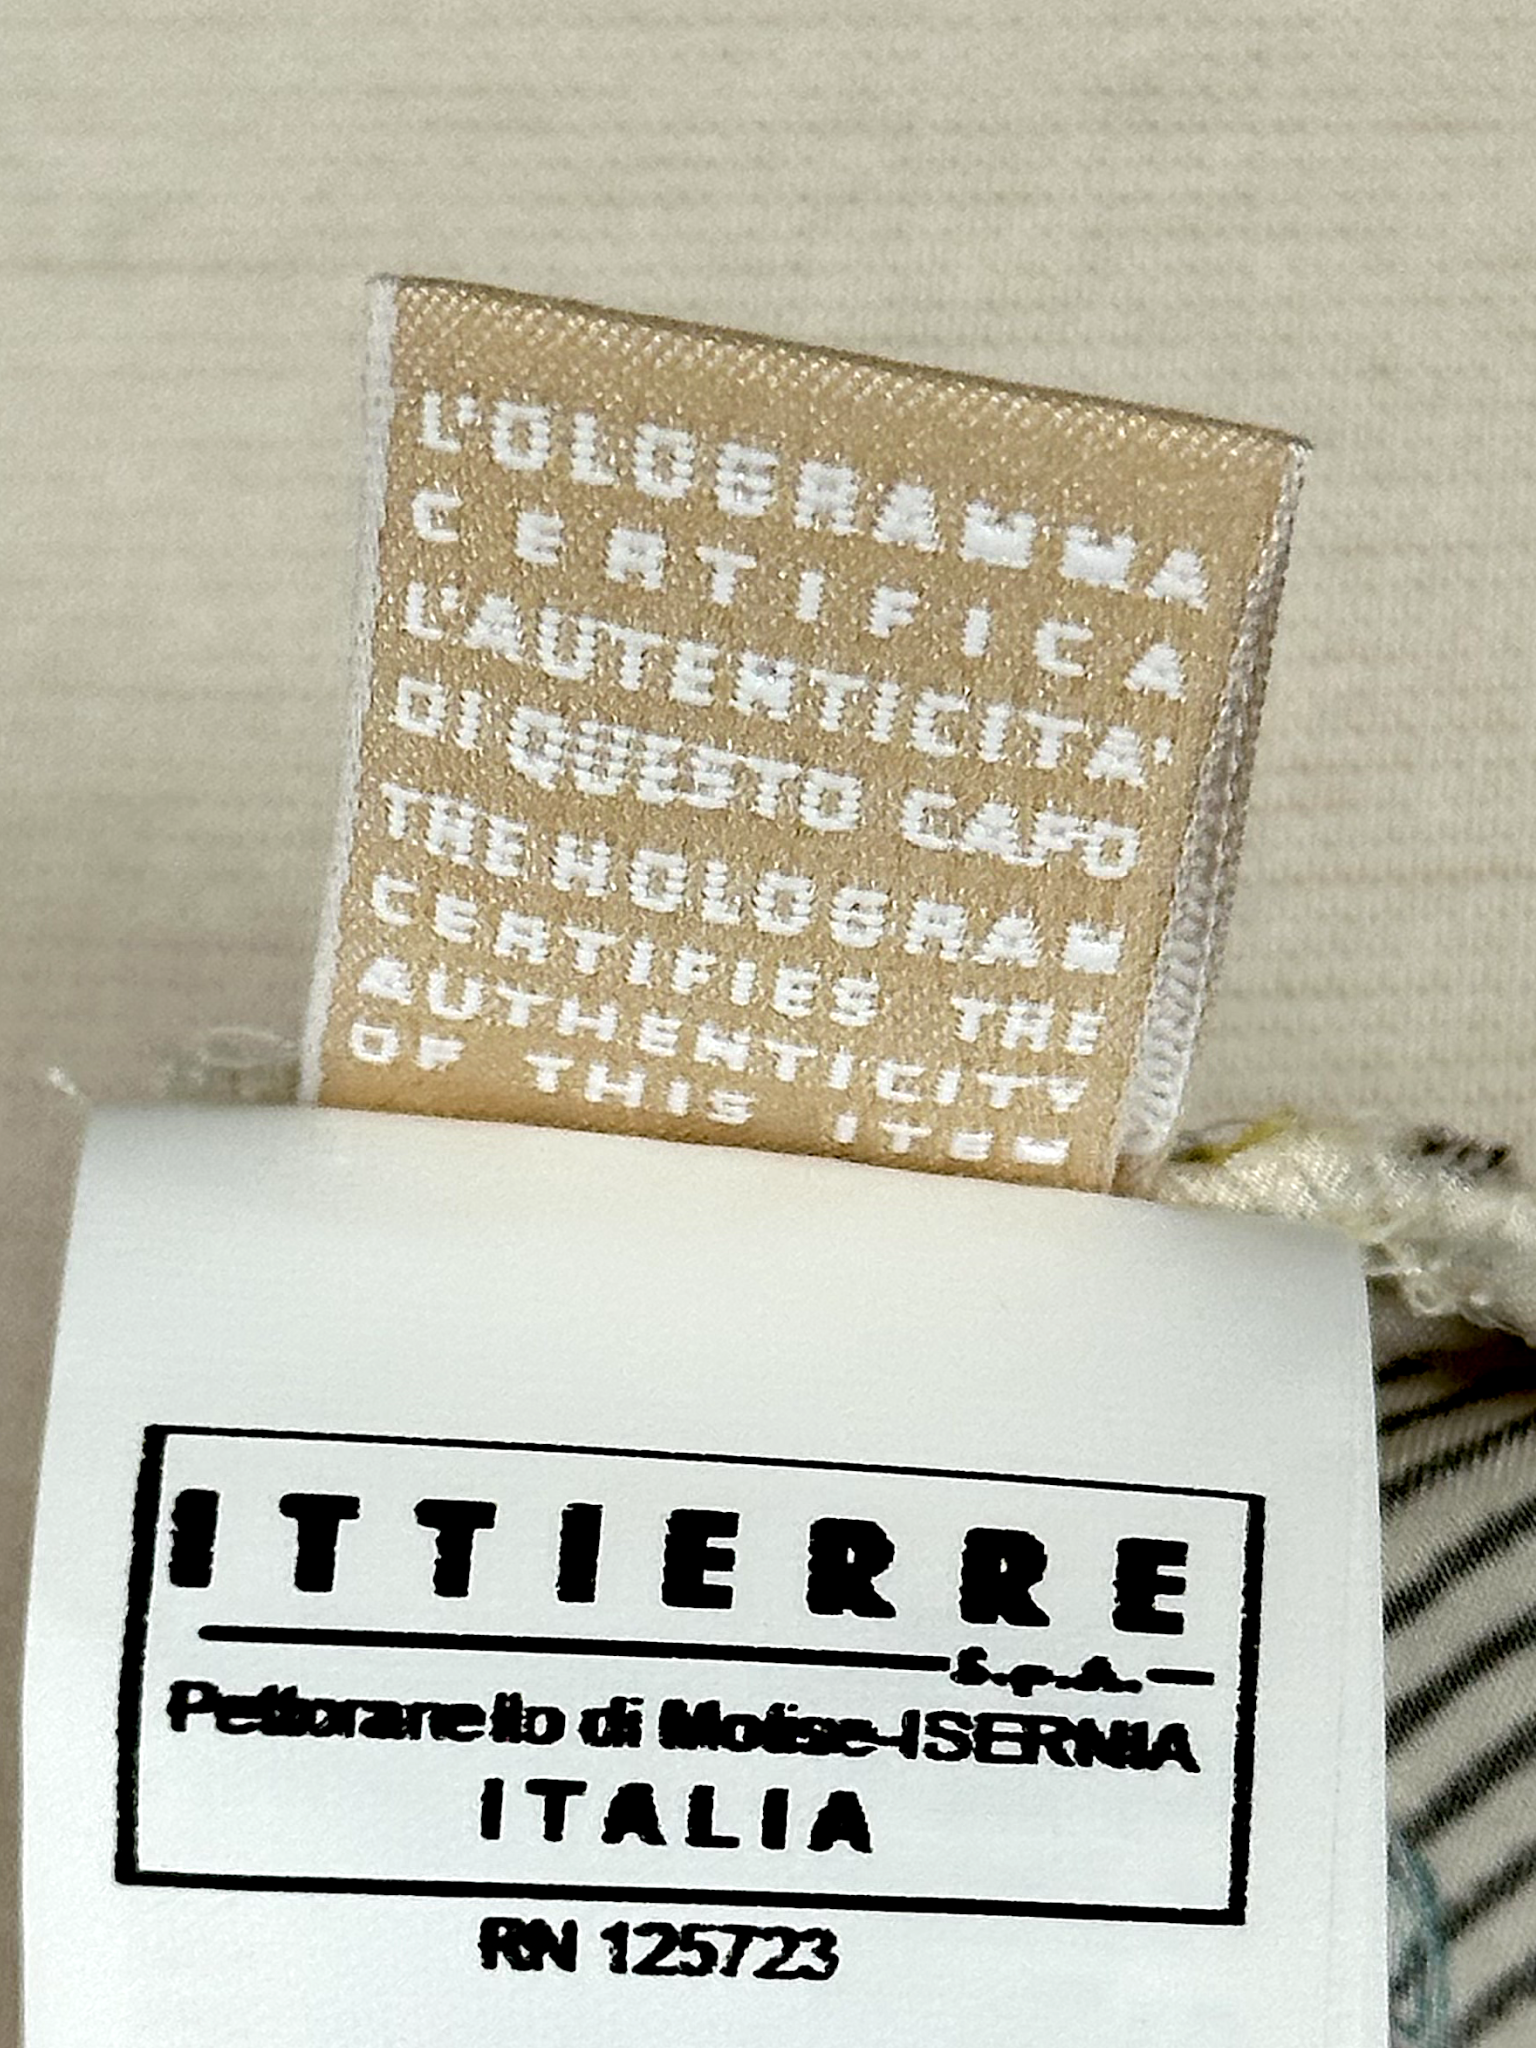 L'OLOGRAMMA
CERTIFICA
L'AUTENTICITA'
DI QUESTO CAPO
THE HOLOGRAM
CERTIFIES THE
AUTHENTICITY
OF THIS ITEM
ITTIERRE
S.p.A.
Pettoranello di Molise-ISERNIA
ITALIA
RN 125723